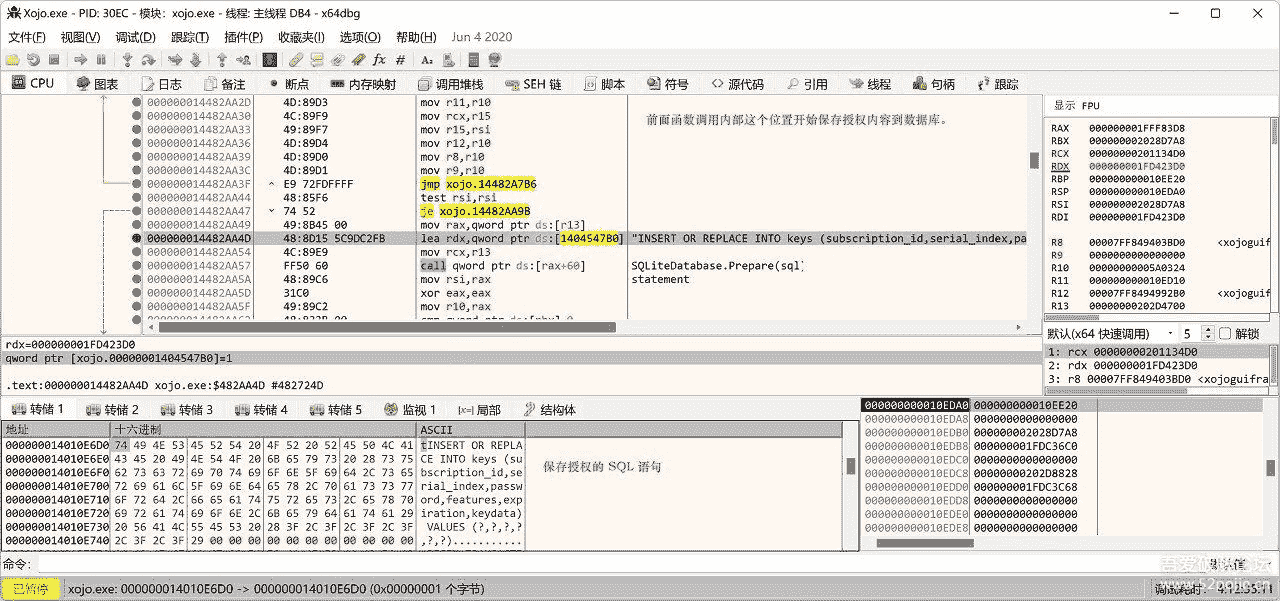 Xojo.exe - PID: 30EC - 模块: xojo.exe - 线程: 主线程 DB4 - x64dbg
文件(F) 视图(V) 调试(D) 跟踪(T) 插件(P) 收藏夹(I) 选项(O) 帮助(H) Jun 4 2020
CPU 图表 日志 备注 断点 内存映射 调用堆栈 SEH 链 脚本 符号 源代码 引用 线程 句柄 跟踪
000000014482AA2D 4D:89D3 mov r11,r10
000000014482AA30 4C:89F9 mov rcx,r15
000000014482AA33 49:89F7 mov r15,rsi
000000014482AA36 49:89D4 mov r12,r10
000000014482AA39 4D:89D0 mov r8,r10
000000014482AA3C 4D:89D1 mov r9,r10
000000014482AA3F E9 72FDFFFF jmp xojo.14482A7B6
000000014482AA44 48:85F6 test rsi,rsi
000000014482AA47 74 52 je xojo.14482AA9B
000000014482AA49 49:8B45 00 mov rax,qword ptr ds:[r13]
000000014482AA4D 48:8D15 5C9DC2FB lea rdx,qword ptr ds:[1404547B0] "INSERT OR REPLACE INTO keys (subscription_id,serial_index,pa
000000014482AA54 4C:89E9 mov rcx,r13
000000014482AA57 FF50 60 call qword ptr ds:[rax+60] SQLiteDatabase.Prepare(sql)
000000014482AA5A 48:89C6 mov rsi,rax statement
000000014482AA5D 31C0 xor eax,eax
000000014482AA5F 49:89C2 mov r10,rax
前面函数调用内部这个位置开始保存授权内容到数据库。
显示 FPU
RAX 000000001FFF83D8
RBX 000000002028D7A8
RCX 00000000201134D0
RDX 000000001FD423D0
RBP 000000000010EE20
RSP 000000000010EDA0
RSI 000000002028D7A8
RDI 000000001FD423D0
R8 00007FF849403BD0 <xojoguif
R9 0000000000000000
R10 0000000005A0324
R11 000000000010ED10
R12 00007FF8494992B0 <xojoguif
R13 00000000202D4700
默认(x64 快速调用) 5 解锁
1: rcx 00000000201134D0
2: rdx 000000001FD423D0
3: r8 00007FF849403BD0 <xojoguifra
rdx=000000001FD423D0
qword ptr [xojo.00000001404547B0]=1
.text:000000014482AA4D xojo.exe:$482AA4D #482724D
转储 1 转储 2 转储 3 转储 4 转储 5 监视 1 [x=] 局部 结构体
地址 十六进制 ASCII
000000014010E6D0 74 49 4E 53 45 52 54 20 4F 52 20 52 45 50 4C 41 tINSERT OR REPLA
000000014010E6E0 43 45 20 49 4E 54 4F 20 6B 65 79 73 20 28 73 75 CE INTO keys (su
000000014010E6F0 62 73 63 72 69 70 74 69 6F 6E 5F 69 64 2C 73 65 bscription_id,se
000000014010E700 72 69 61 6C 5F 69 6E 64 65 78 2C 70 61 73 73 77 rial_index,passw
000000014010E710 6F 72 64 2C 66 65 61 74 75 72 65 73 2C 65 78 70 ord,features,exp
000000014010E720 69 72 61 74 69 6F 6E 2C 6B 65 79 64 61 74 61 29 iration,keydata)
000000014010E730 20 56 41 4C 55 45 53 20 28 3F 2C 3F 2C 3F 2C 3F VALUES (?,?,?,?
000000014010E740 2C 3F 2C 3F 29 00 00 00 00 00 00 00 00 00 00 00 ,?,?)...........
保存授权的 SQL 语句
000000000010EDA0 000000000010EE20
000000000010EDA8 0000000000000000
000000000010EDB0 000000002028D7A8
000000000010EDB8 000000001FDC36C0
000000000010EDC0 0000000000000000
000000000010EDC8 00000000202D8828
000000000010EDD0 000000001FDC3C68
000000000010EDD8 0000000000000000
000000000010EDE0 0000000000000000
000000000010EDE8 0000000000000000
命令: 默认值
已暂停 xojo.exe: 000000014010E6D0 -> 000000014010E6D0 (0x00000001 个字节) 调试耗时:
吾爱破解论坛
www.52pojie.cn